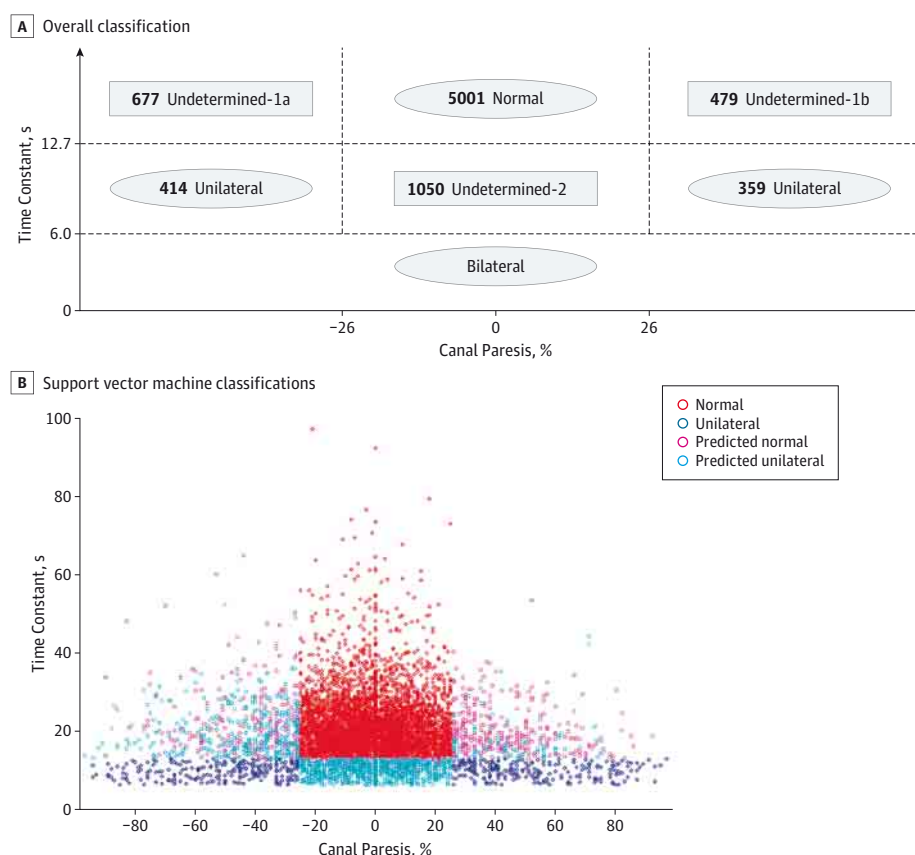 A Overall classification
677 Undetermined-1a
5001 Normal
479 Undetermined-1b
12.7
414 Unilateral
1050 Undetermined-2
359 Unilateral
6.0
Bilateral
0
−26
0
26
Time Constant, s
Canal Paresis, %
B Support vector machine classifications
Normal
Unilateral
Predicted normal
Predicted unilateral
100
80
60
40
20
0
Time Constant, s
−80
−60
−40
−20
0
20
40
60
80
Canal Paresis, %